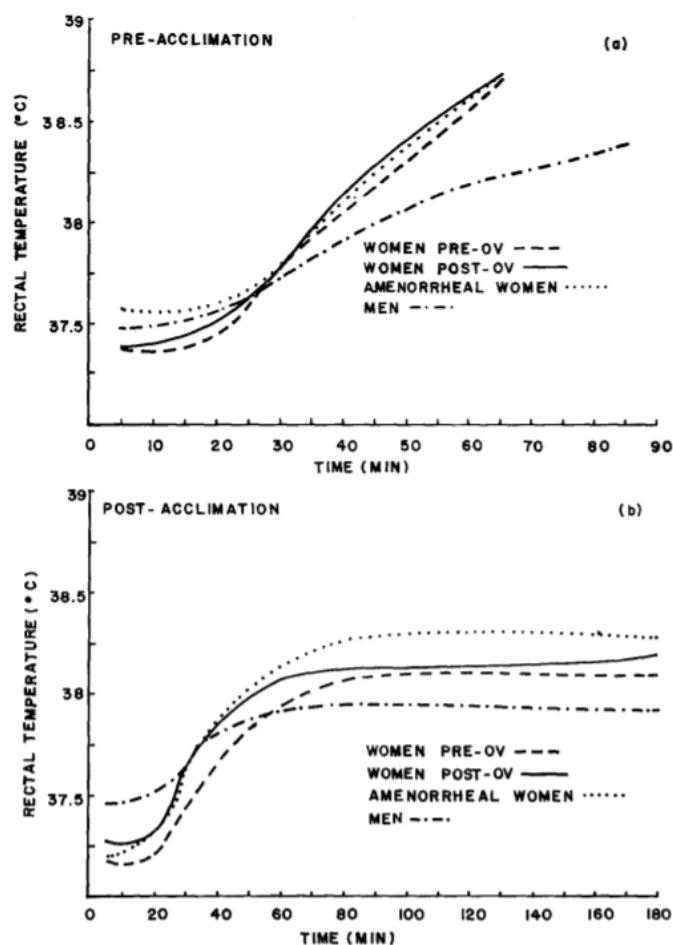 PRE-ACCLIMATION
(a)
RECTAL TEMPERATURE (°C)
39
38.5
38
37.5
WOMEN PRE-OV
WOMEN POST-OV
AMENORRHEAL WOMEN
MEN
0 10 20 30 40 50 60 70 80 90
TIME (MIN)
POST-ACCLIMATION
(b)
RECTAL TEMPERATURE (°C)
39
38.5
38
37.5
WOMEN PRE-OV
WOMEN POST-OV
AMENORRHEAL WOMEN
MEN
0 20 40 60 80 100 120 140 160 180
TIME (MIN)